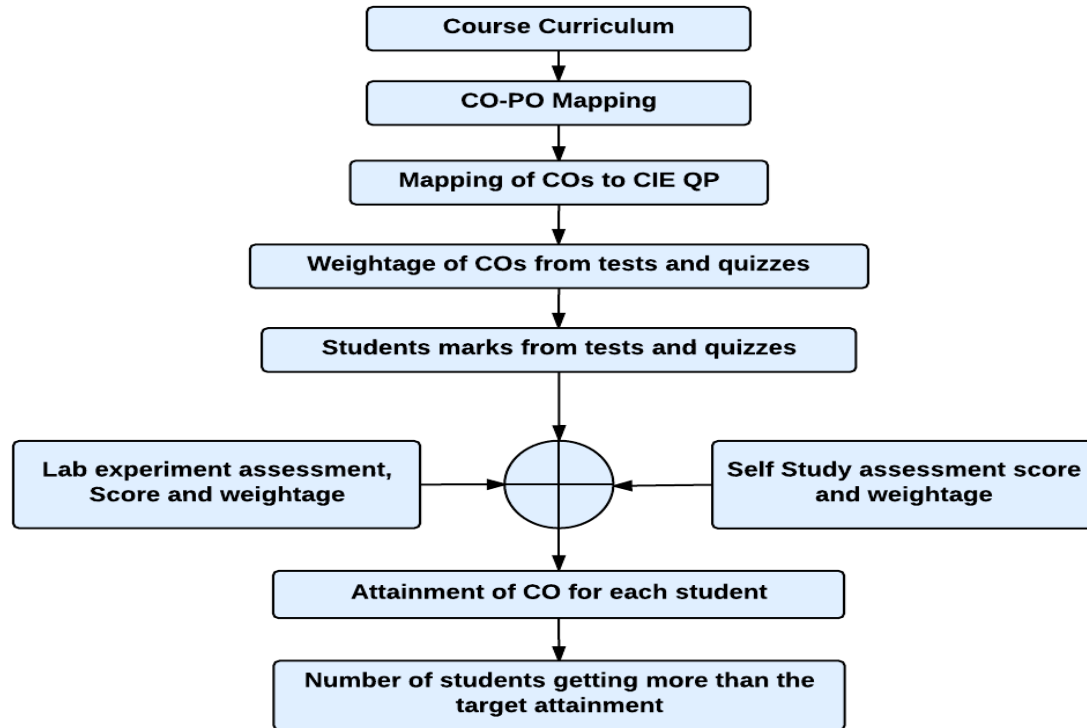 Course Curriculum
CO-PO Mapping
Mapping of COs to CIE QP
Weightage of COs from tests and quizzes
Students marks from tests and quizzes
Lab experiment assessment,
Score and weightage
Self Study assessment score
and weightage
Attainment of CO for each student
Number of students getting more than the
target attainment